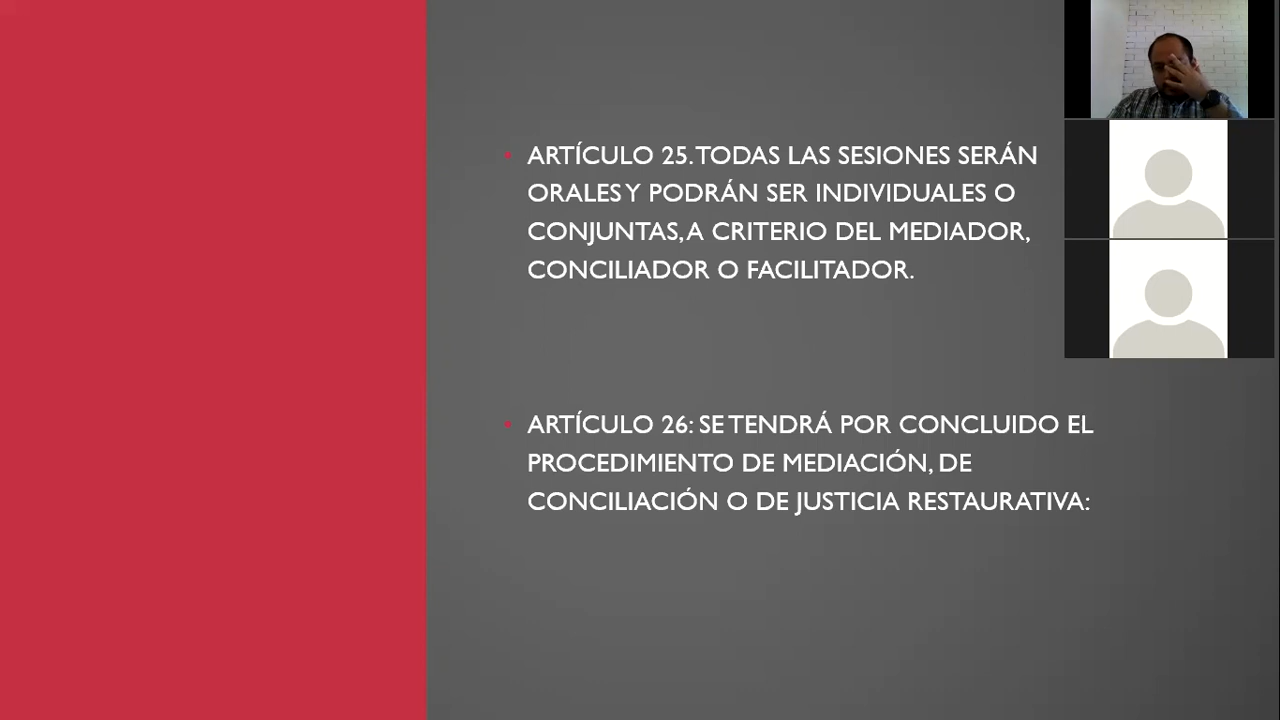 • ARTÍCULO 25. TODAS LAS SESIONES SERÁN
ORALES Y PODRÁN SER INDIVIDUALES O
CONJUNTAS, A CRITERIO DEL MEDIADOR,
CONCILIADOR O FACILITADOR.
• ARTÍCULO 26: SE TENDRÁ POR CONCLUIDO EL
PROCEDIMIENTO DE MEDIACIÓN, DE
CONCILIACIÓN O DE JUSTICIA RESTAURATIVA: